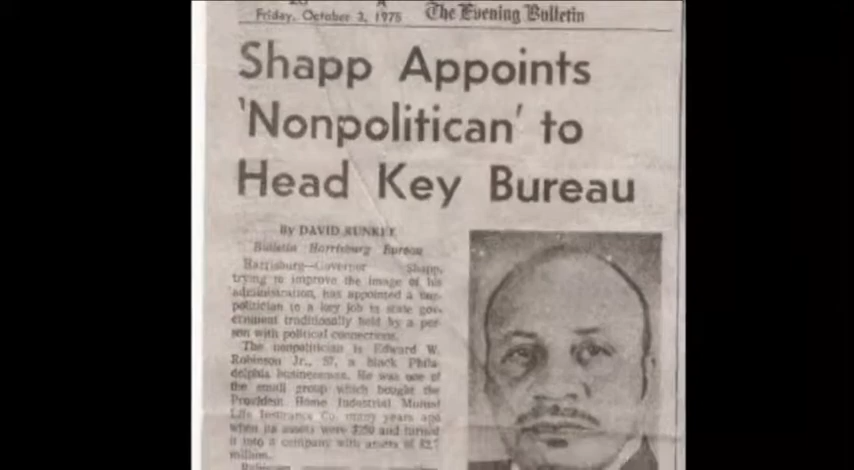 20 A
Friday, October 3, 1975 The Evening Bulletin
Shapp Appoints
'Nonpolitican' to
Head Key Bureau
By DAVID RUNKEL
Bulletin Harrisburg Bureau
Harrisburg—Governor Shapp,
trying to improve the image of his
administration, has appointed a non-
politician to a key job in state gov-
ernment traditionally held by a per-
son with political connections.
The nonpolitician is Edward W.
Robinson Jr., 57, a black Phila-
delphia businessman. He was one of
the small group which bought the
Provident Home Industrial Mutual
Life Insurance Co. many years ago
when its assets were $250 and turned
it into a company with assets of $2.7
million.